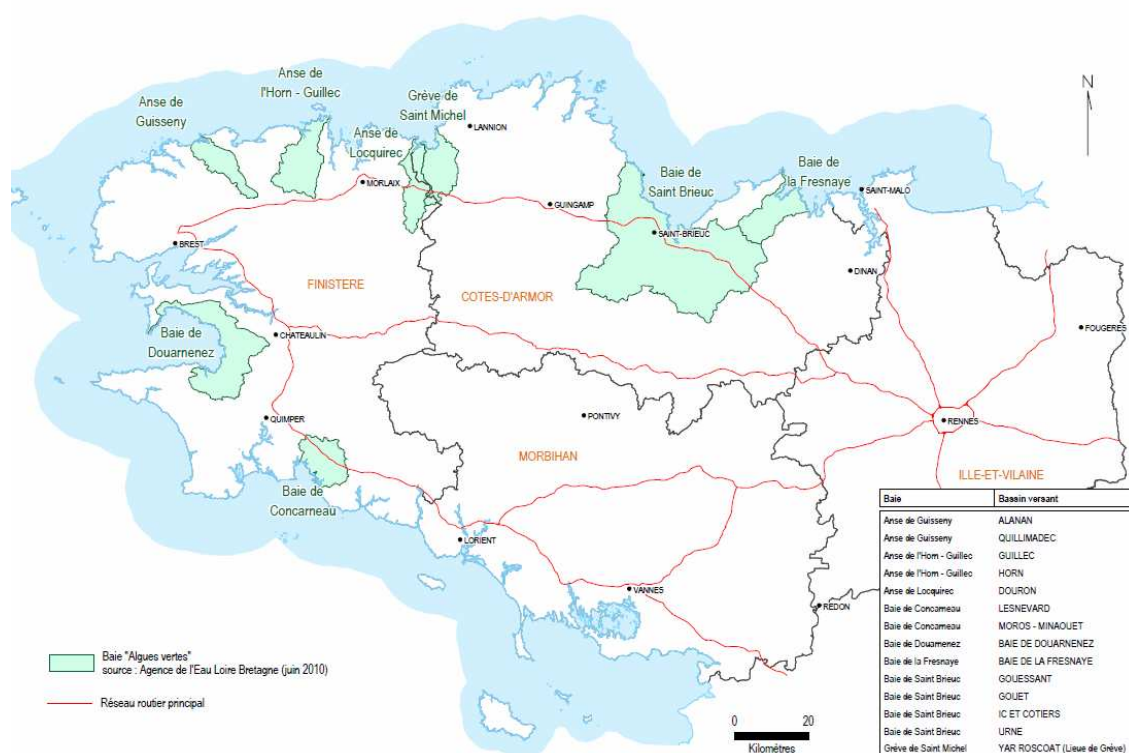 Anse de
l'Horn - Guillec
Anse de
Guisseny
Grève de
Saint Michel
N
LANNION
Anse de
Locquirec
Baie de
la Fresnaye
Baie de
Saint Brieuc
MORLAIX
SAINT-MALO
GUINGAMP
SAINT-BRIEUC
BREST
DINAN
FINISTERE
COTES-D'ARMOR
FOUGERES
Baie de
Douarnenez
CHATEAULIN
PONTIVY
QUIMPER
RENNES
MORBIHAN
ILLE-ET-VILAINE
Baie de
Concarneau
LORIENT
VANNES
REDON
Baie "Algues vertes"
source : Agence de l'Eau Loire Bretagne (juin 2010)
Réseau routier principal
0 20
Kilomètres
Baie Bassin versant
Anse de Guisseny ALANAN
Anse de Guisseny QUILLIMADEC
Anse de l'Horn - Guillec GUILLEC
Anse de l'Horn - Guillec HORN
Anse de Locquirec DOURON
Baie de Concarneau LESNEVARD
Baie de Concarneau MOROS - MINAOUET
Baie de Douarnenez BAIE DE DOUARNENEZ
Baie de la Fresnaye BAIE DE LA FRESNAYE
Baie de Saint Brieuc GOUESSANT
Baie de Saint Brieuc GOUET
Baie de Saint Brieuc IC ET COTIERS
Baie de Saint Brieuc URNE
Grève de Saint Michel YAR ROSCOAT (Lieue de Grève)